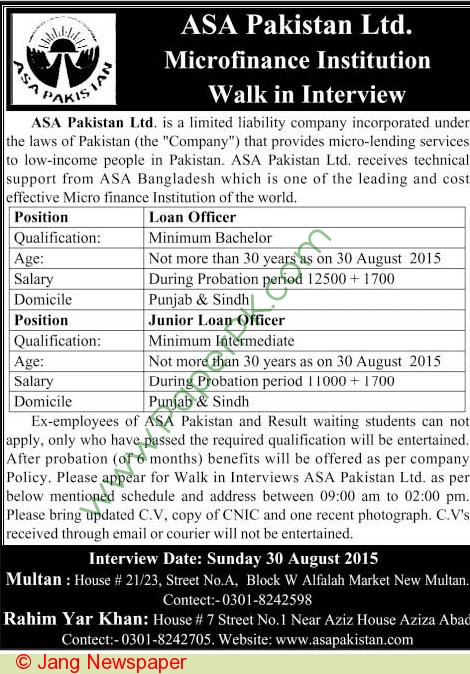 ASA PAKISTAN
ASA Pakistan Ltd.
Microfinance Institution
Walk in Interview
ASA Pakistan Ltd. is a limited liability company incorporated under
the laws of Pakistan (the "Company") that provides micro-lending services
to low-income people in Pakistan. ASA Pakistan Ltd. receives technical
support from ASA Bangladesh which is one of the leading and cost
effective Micro finance Institution of the world.
Position Loan Officer
Qualification: Minimum Bachelor
Age: Not more than 30 years as on 30 August 2015
Salary During Probation period 12500 + 1700
Domicile Punjab & Sindh
Position Junior Loan Officer
Qualification: Minimum Intermediate
Age: Not more than 30 years as on 30 August 2015
Salary During Probation period 11000 + 1700
Domicile Punjab & Sindh
Ex-employees of ASA Pakistan and Result waiting students can not
apply, only who have passed the required qualification will be entertained.
After probation (of 6 months) benefits will be offered as per company
Policy. Please appear for Walk in Interviews ASA Pakistan Ltd. as per
below mentioned schedule and address between 09:00 am to 02:00 pm.
Please bring updated C.V, copy of CNIC and one recent photograph. C.V's
received through email or courier will not be entertained.
Interview Date: Sunday 30 August 2015
Multan : House # 21/23, Street No.A, Block W Alfalah Market New Multan.
Contect:- 0301-8242598
Rahim Yar Khan: House # 7 Street No.1 Near Aziz House Aziza Abad
Contect:- 0301-8242705. Website: www.asapakistan.com
www.PaperPk.com
© Jang Newspaper